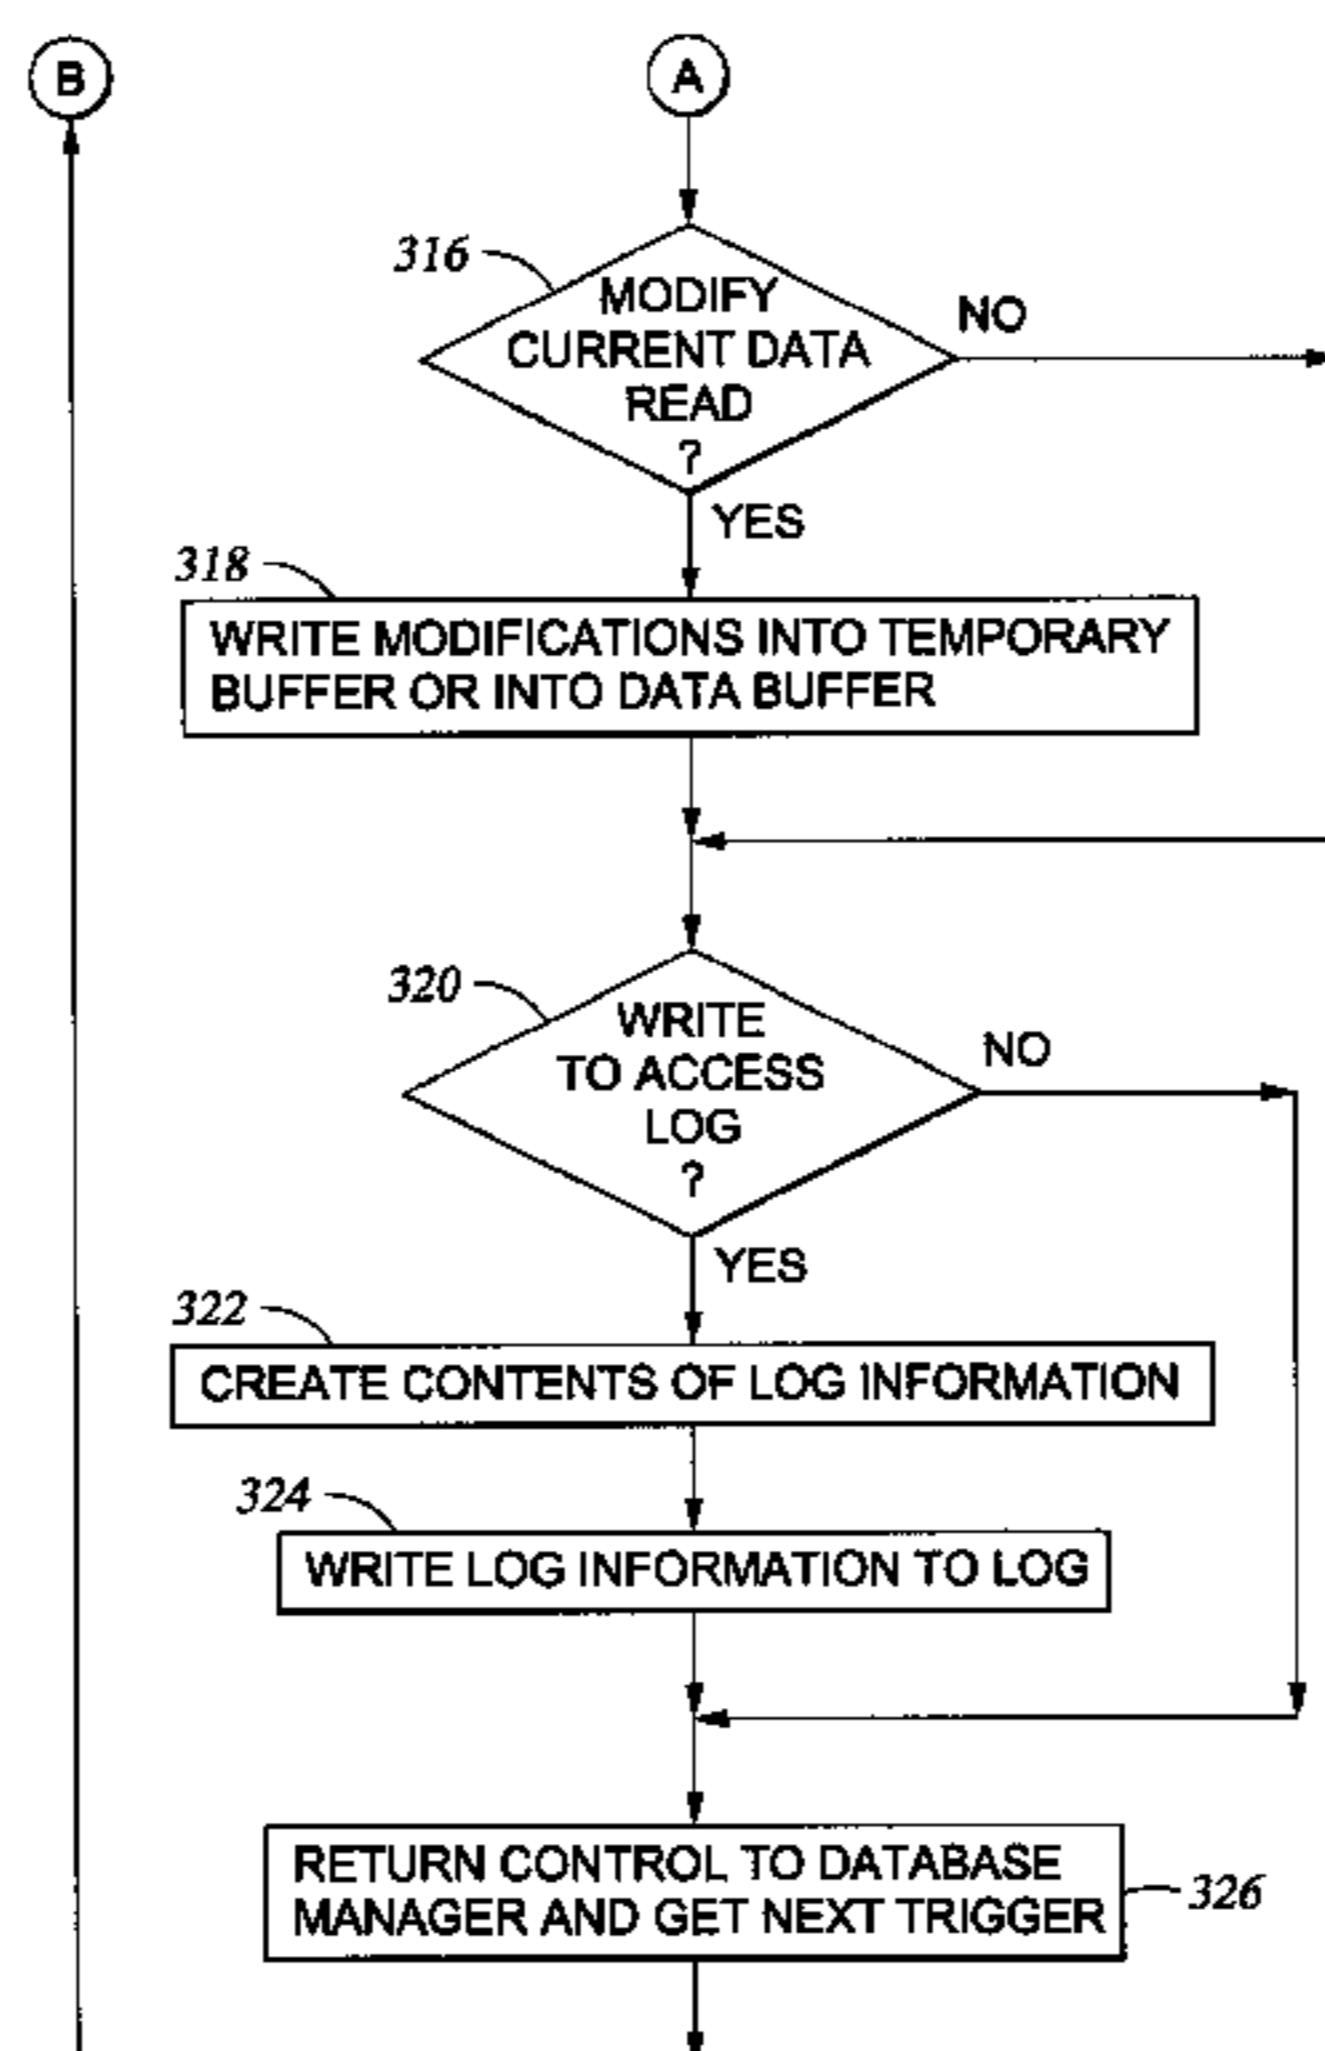 B
A
316
MODIFY
CURRENT DATA
READ
?
NO
YES
318
WRITE MODIFICATIONS INTO TEMPORARY
BUFFER OR INTO DATA BUFFER
320
WRITE
TO ACCESS
LOG
?
NO
YES
322
CREATE CONTENTS OF LOG INFORMATION
324
WRITE LOG INFORMATION TO LOG
RETURN CONTROL TO DATABASE
MANAGER AND GET NEXT TRIGGER
326